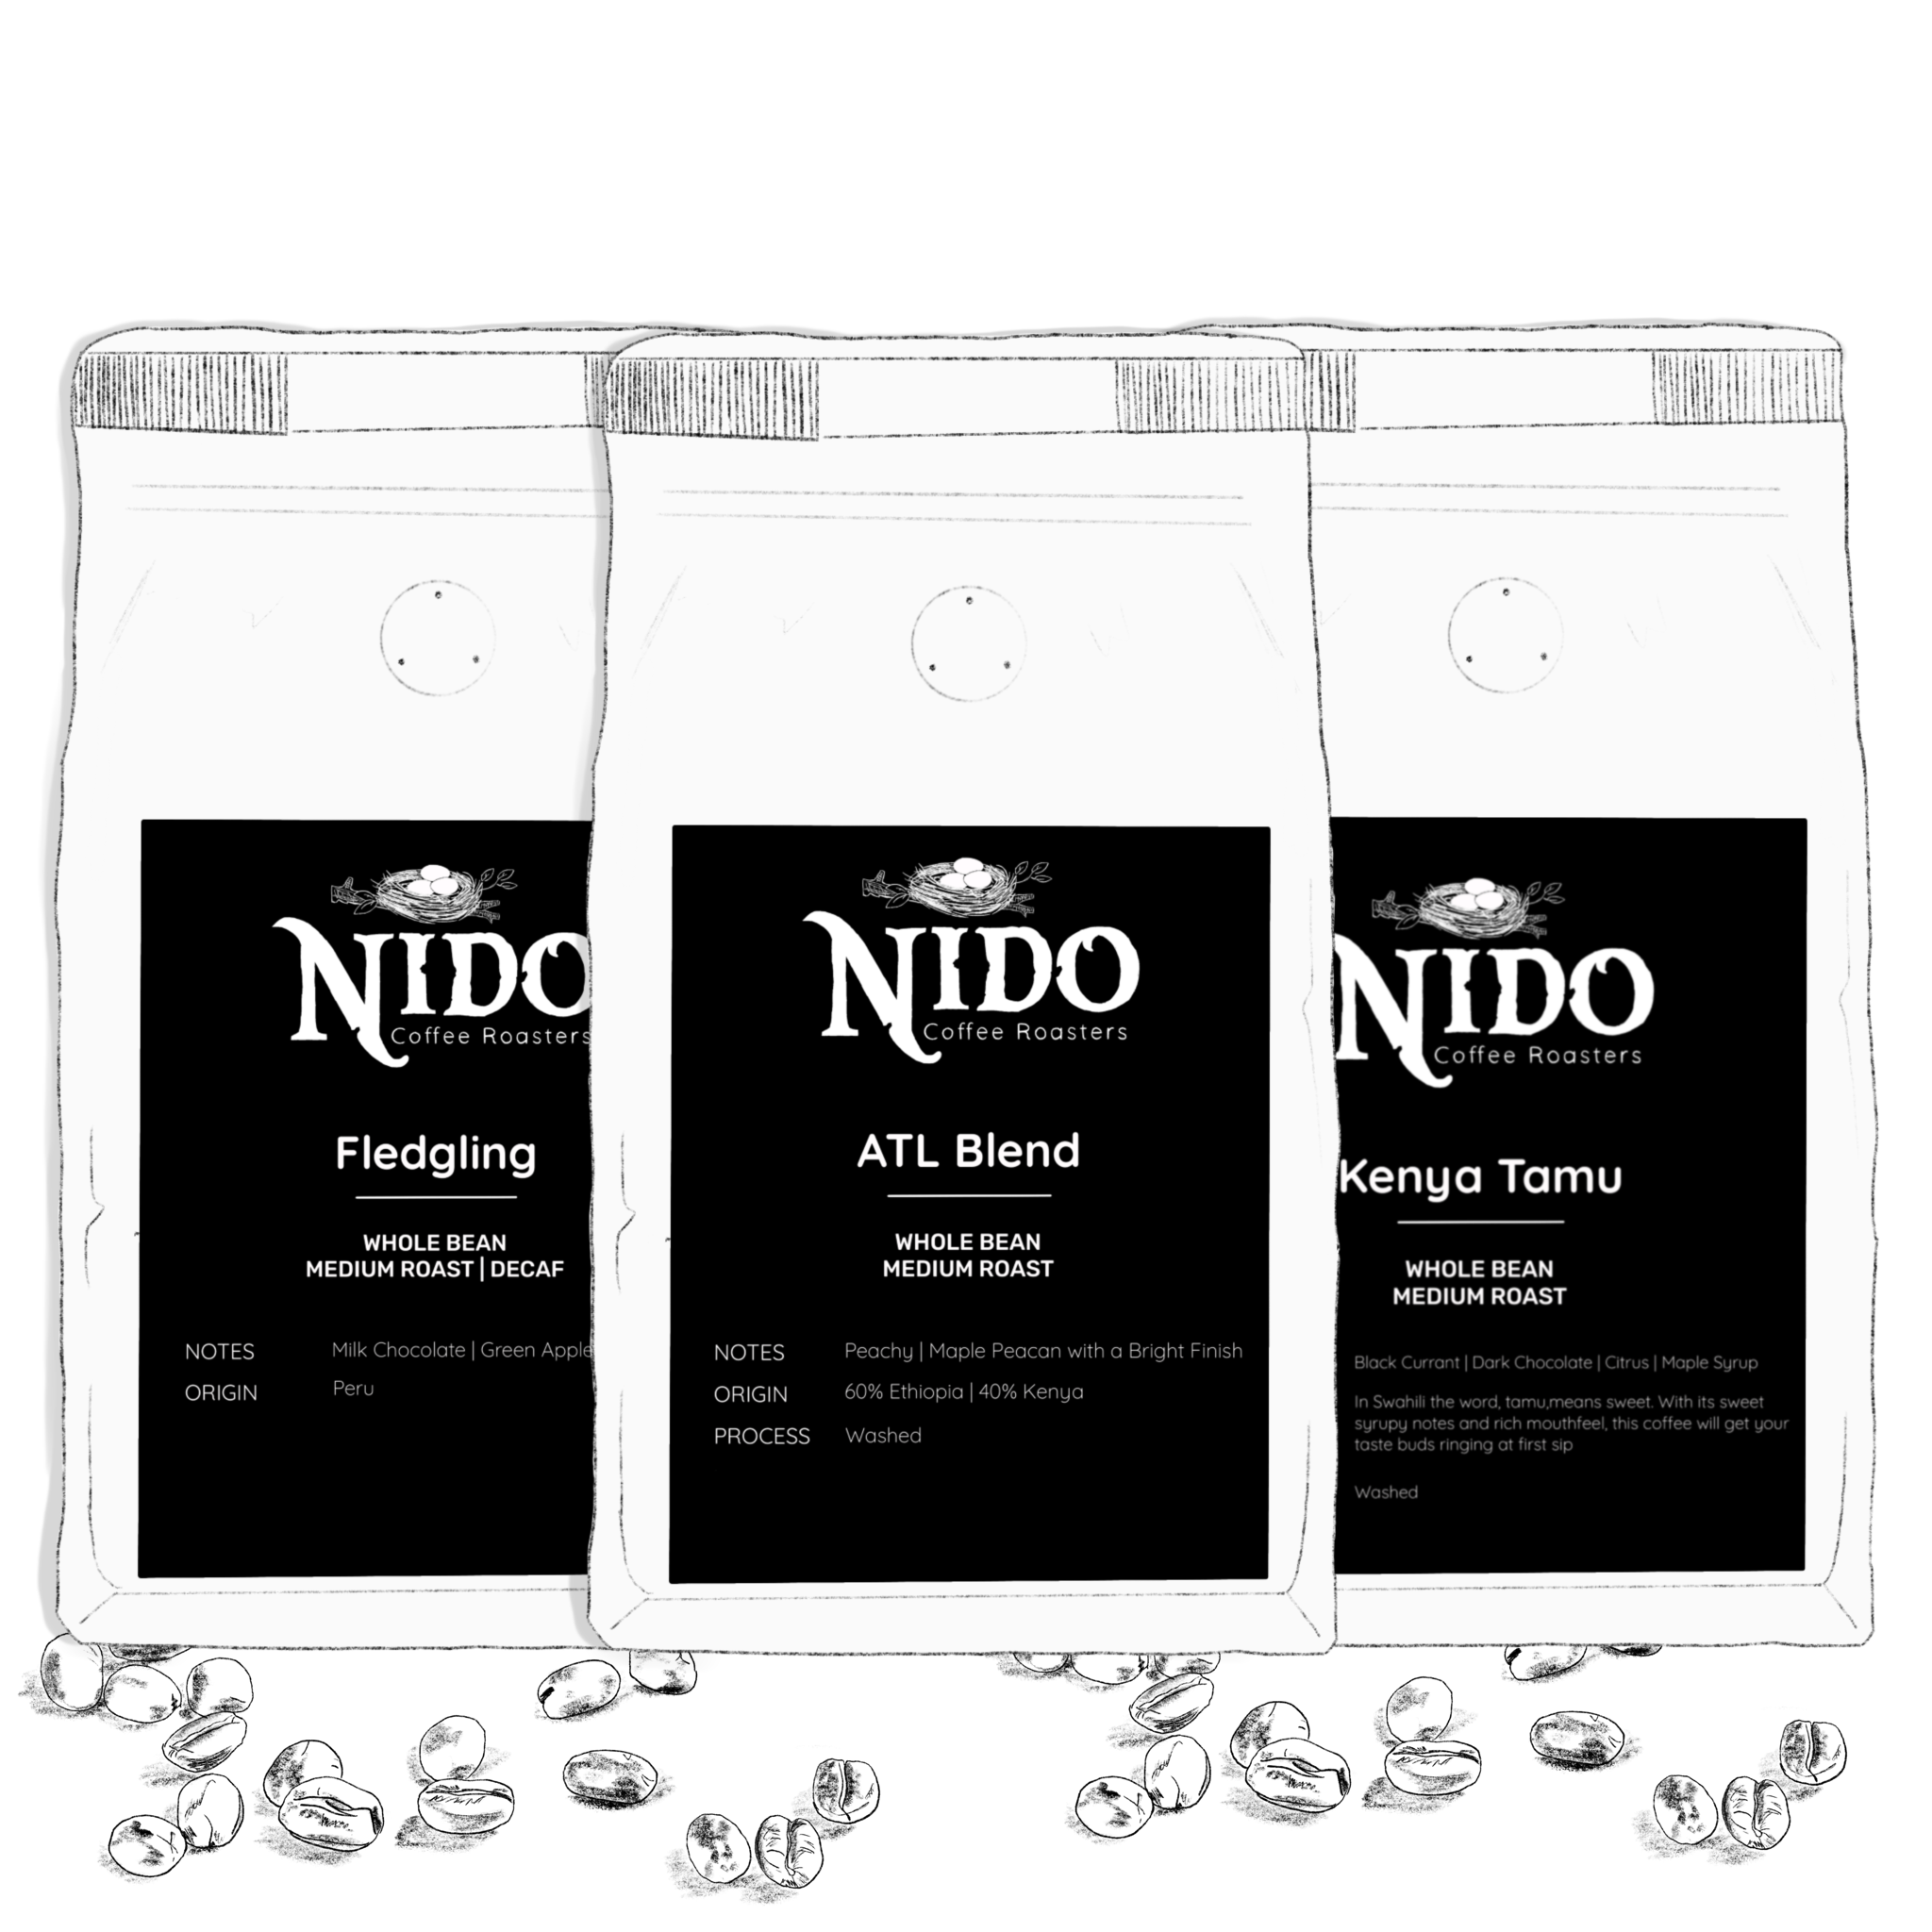 NIDO
Coffee Roasters
Fledgling
WHOLE BEAN
MEDIUM ROAST | DECAF
NOTES Milk Chocolate | Green Apple
ORIGIN Peru
NIDO
Coffee Roasters
ATL Blend
WHOLE BEAN
MEDIUM ROAST
NOTES Peachy | Maple Peacan with a Bright Finish
ORIGIN 60% Ethiopia | 40% Kenya
PROCESS Washed
NIDO
Coffee Roasters
Kenya Tamu
WHOLE BEAN
MEDIUM ROAST
Black Currant | Dark Chocolate | Citrus | Maple Syrup
In Swahili the word, tamu,means sweet. With its sweet
syrupy notes and rich mouthfeel, this coffee will get your
taste buds ringing at first sip
Washed